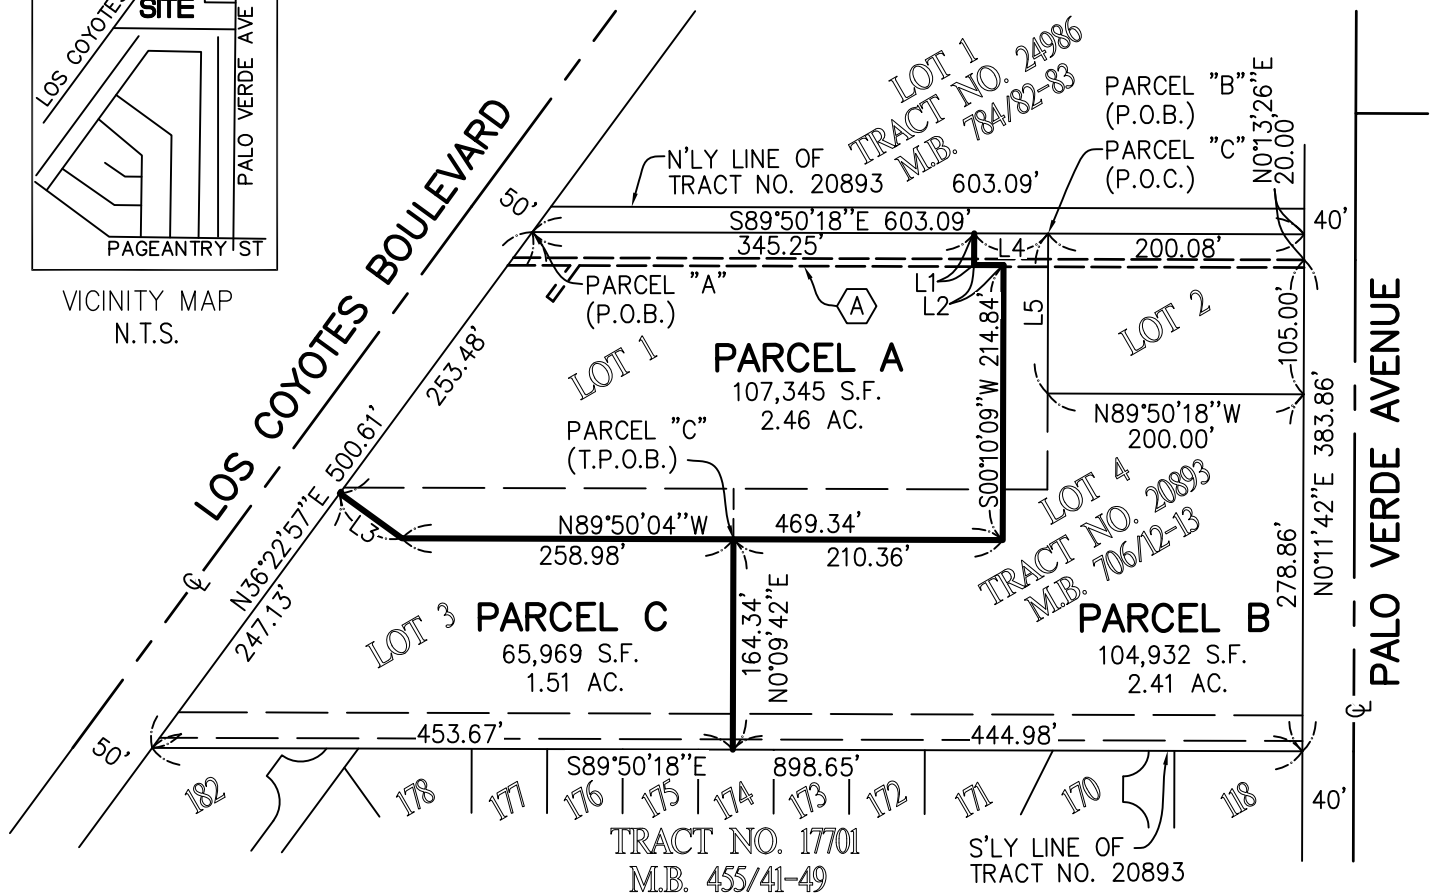 LOS COYOTES
SITE
PALO VERDE AVE
PAGEANTRY ST
VICINITY MAP
N.T.S.
LOS COYOTES BOULEVARD
50'
LOT 1
TRACT NO. 24986
M.B. 784/82-83
N'LY LINE OF
TRACT NO. 20893
603.09'
PARCEL "B"
(P.O.B.)
PARCEL "C"
(P.O.C.)
N0°13'26"E
20.00'
40'
S89°50'18"E 603.09'
345.25'
L4
200.08'
PARCEL "A"
(P.O.B.)
A
L1
L2
L5
LOT 2
105.00'
253.48'
LOT 1
PARCEL A
107,345 S.F.
2.46 AC.
S00°10'09"W 214.84'
N89°50'18"W
200.00'
N0°11'42"E 383.86'
PALO VERDE AVENUE
PARCEL "C"
(T.P.O.B.)
N36°22'57"E 500.61'
L3
N89°50'04"W 469.34'
258.98'
210.36'
LOT 4
TRACT NO. 20893
M.B. 706/12-13
278.86'
℄
247.13'
LOT 3
PARCEL C
65,969 S.F.
1.51 AC.
164.34'
N0°09'42"E
PARCEL B
104,932 S.F.
2.41 AC.
℄
50'
453.67'
444.98'
S89°50'18"E 898.65'
182
178
177
176
175
174
173
172
171
170
118
40'
TRACT NO. 17701
M.B. 455/41-49
S'LY LINE OF
TRACT NO. 20893